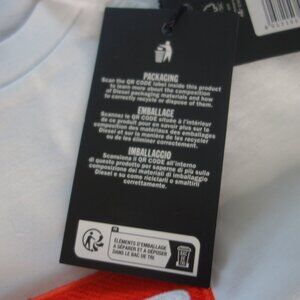 PACKAGING
Scan the QR CODE label inside this product
to learn more about the composition
of Diesel packaging materials and how
to correctly recycle or dispose of them.
EMBALLAGE
Scannez le QR CODE situé à l'intérieur
de ce produit pour en savoir plus sur la
composition des matériaux des emballages
Diesel et sur la manière de les recycler
ou de les éliminer correctement.
IMBALLAGGIO
Scansiona il QR CODE all'interno
di questo prodotto per saperne di più sulla
composizione dei materiali di imballaggio
Diesel e su come riciclarli o smaltirli
correttamente.
FR
ÉLÉMENTS D'EMBALLAGE
À SÉPARER ET À DÉPOSER
DANS LE BAC DE TRI